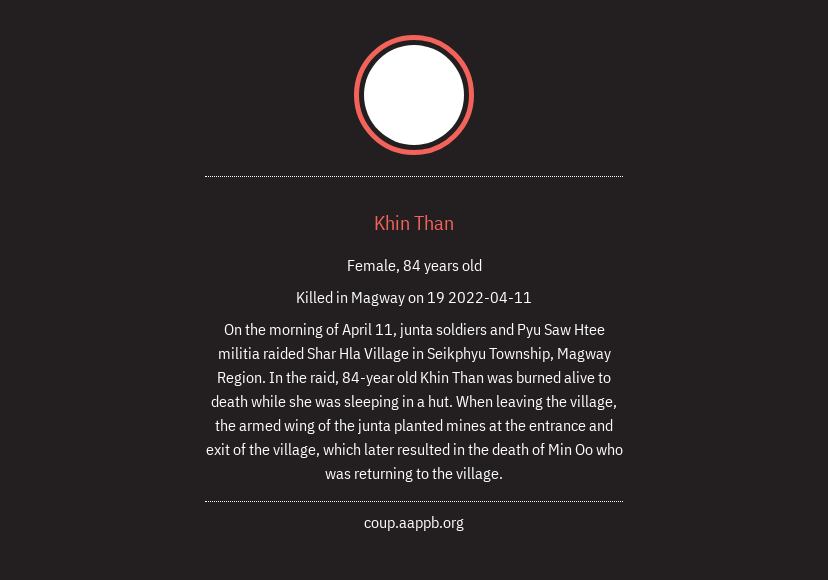 Khin Than
Female, 84 years old
Killed in Magway on 19 2022-04-11
On the morning of April 11, junta soldiers and Pyu Saw Htee
militia raided Shar Hla Village in Seikphyu Township, Magway
Region. In the raid, 84-year old Khin Than was burned alive to
death while she was sleeping in a hut. When leaving the village,
the armed wing of the junta planted mines at the entrance and
exit of the village, which later resulted in the death of Min Oo who
was returning to the village.
coup.aappb.org